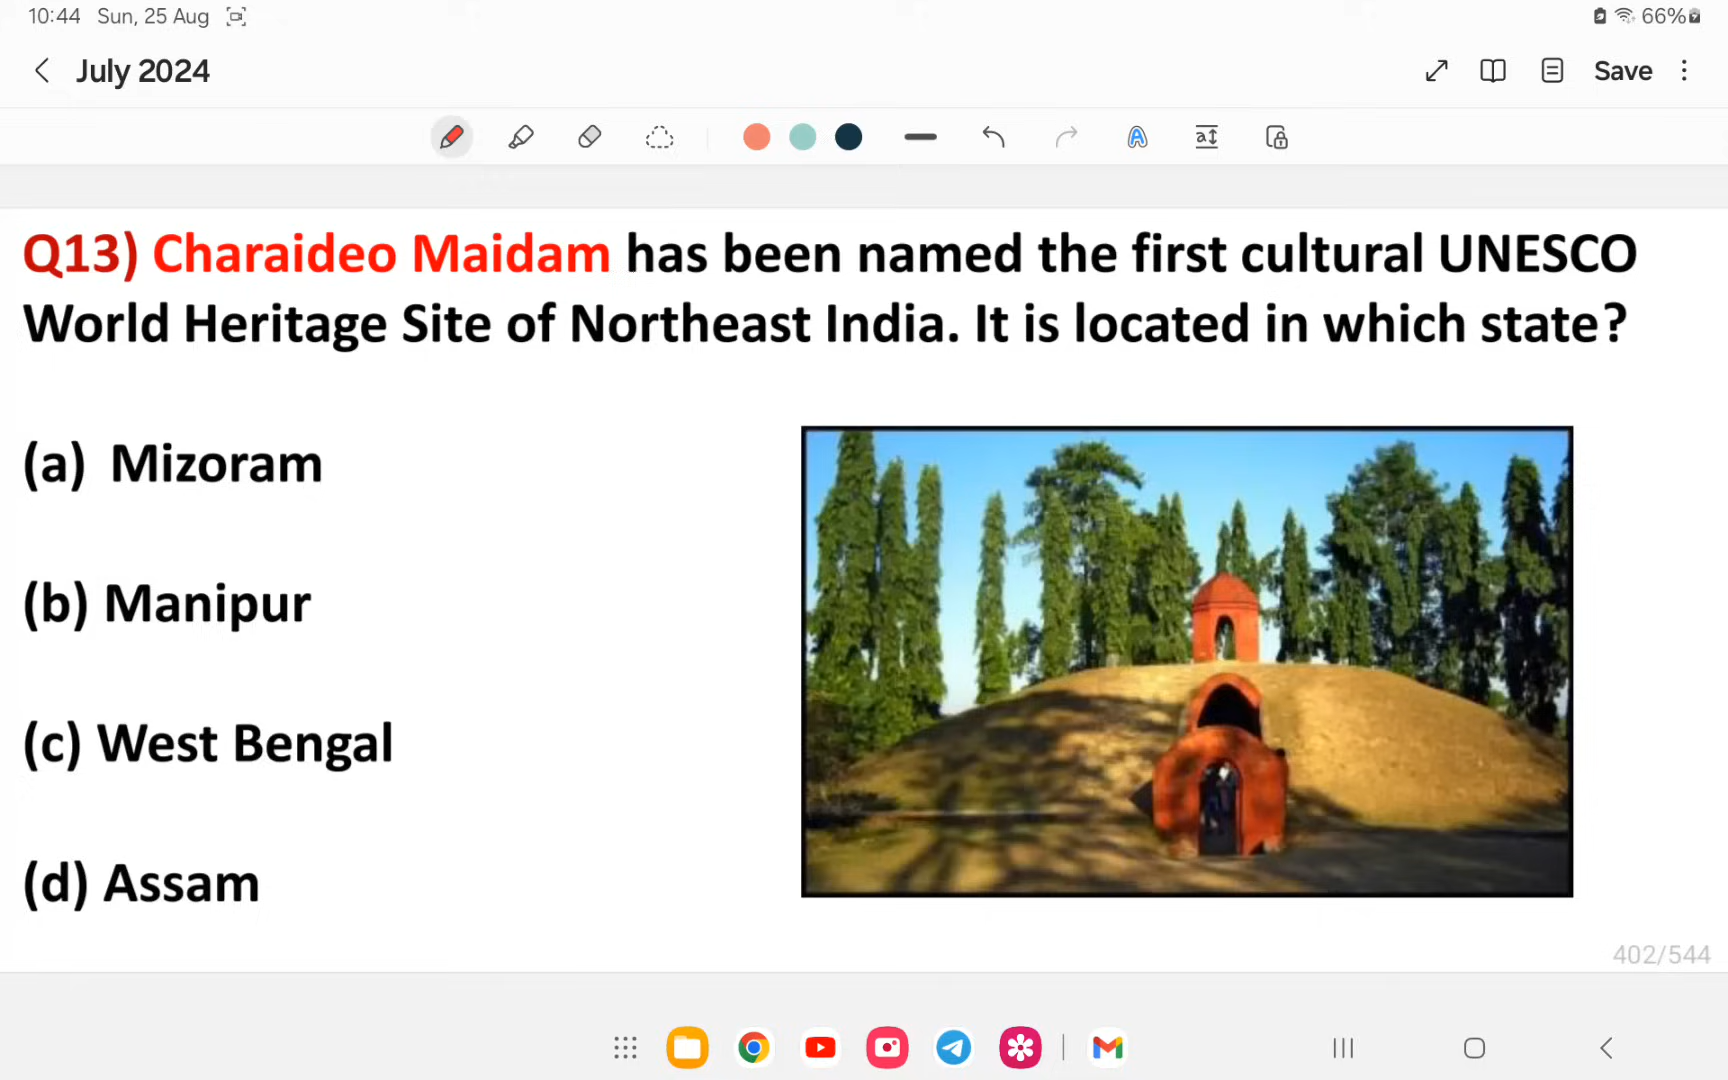 10:44 Sun, 25 Aug 66%
July 2024 Save
Q13) Charaideo Maidam has been named the first cultural UNESCO
World Heritage Site of Northeast India. It is located in which state?
(a) Mizoram
(b) Manipur
(c) West Bengal
(d) Assam
402/544